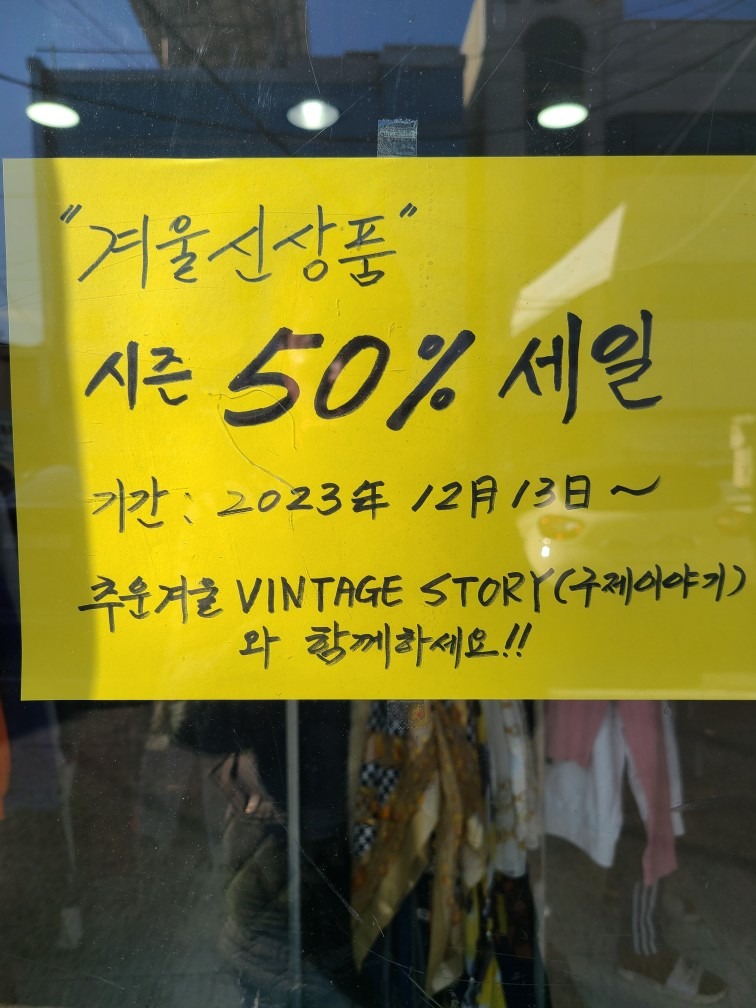 "겨울신상품"
시즌 50% 세일
기간 : 2023年 12月 13日 ~
추운겨울 VINTAGE STORY(구제이야기)
와 함께하세요!!